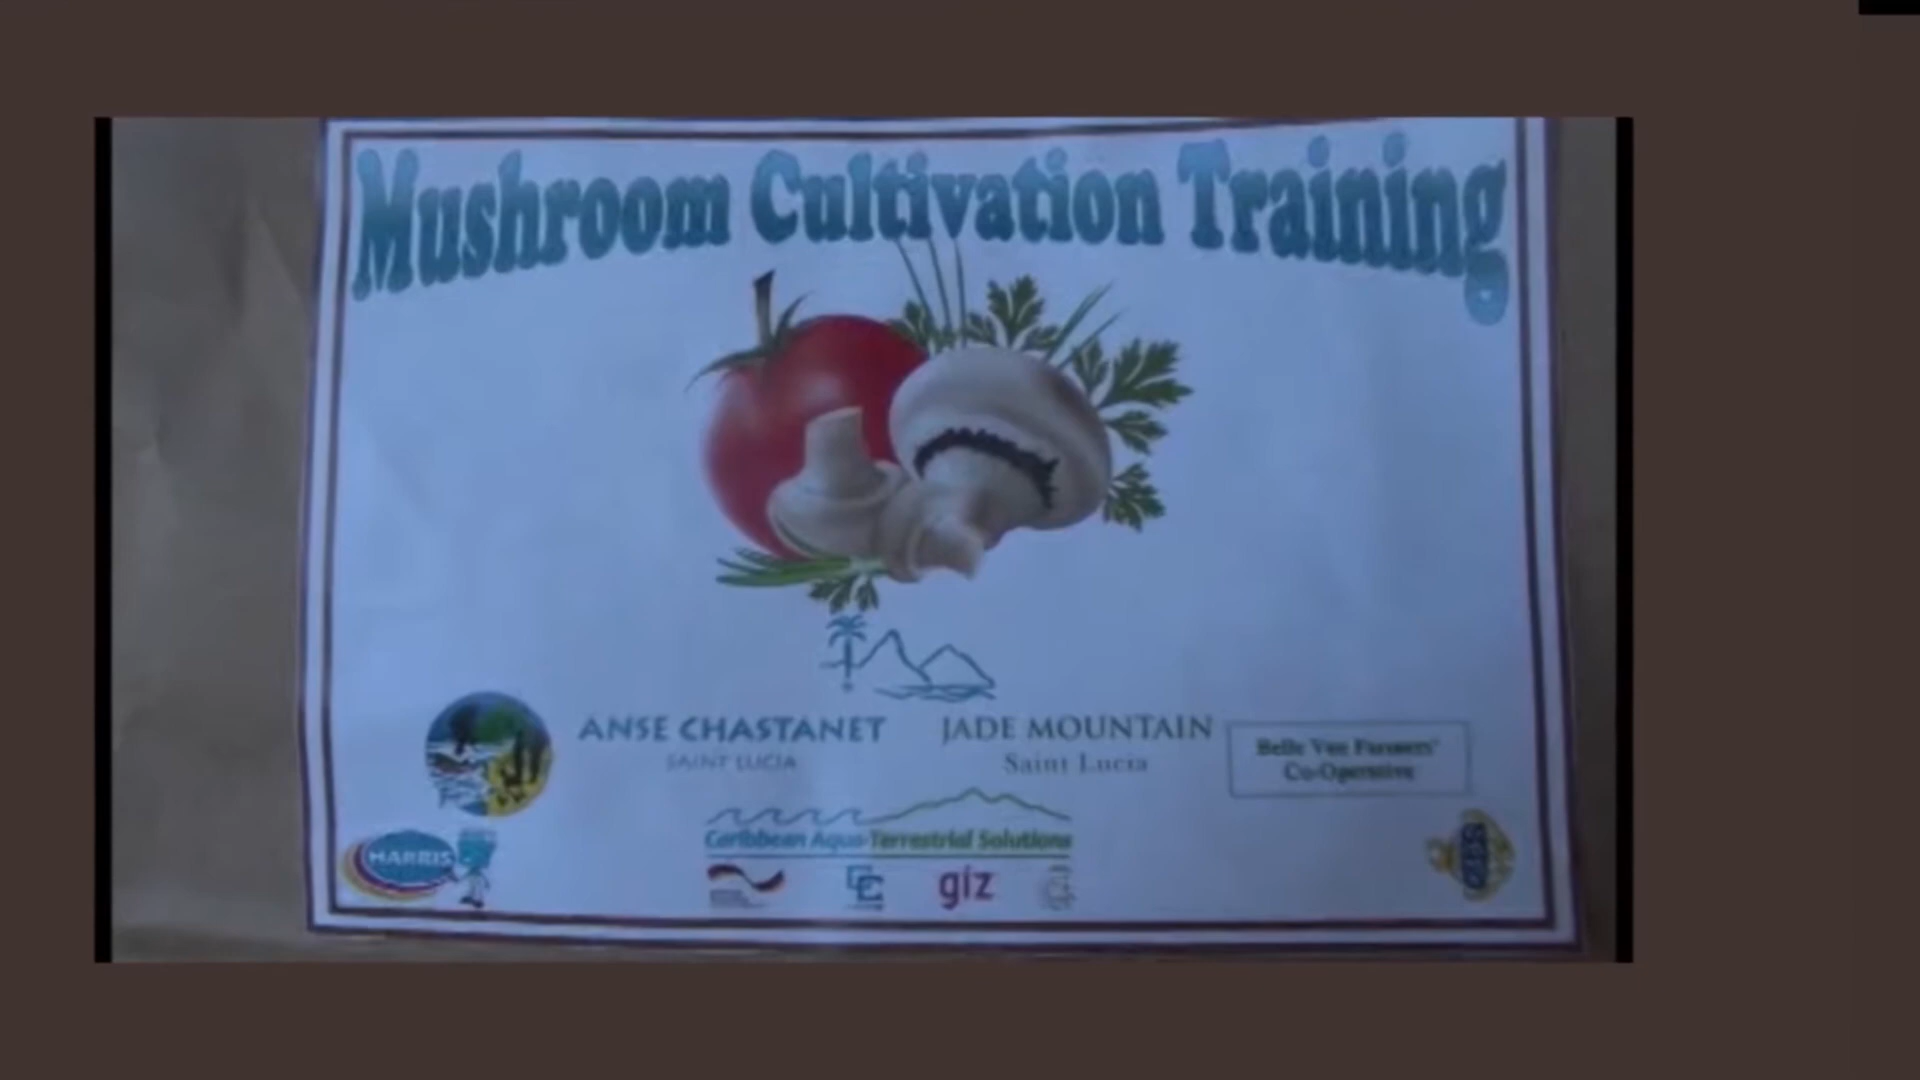 Mushroom Cultivation Training
ANSE CHASTANET
SAINT LUCIA
JADE MOUNTAIN
Saint Lucia
Belle Vue Farmers'
Co-Operative
HARRIS
Caribbean Aqua-Terrestrial Solutions
giz